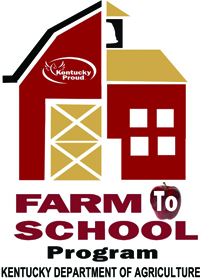 Kentucky
Proud
FARM To
SCHOOL
Program
KENTUCKY DEPARTMENT OF AGRICULTURE